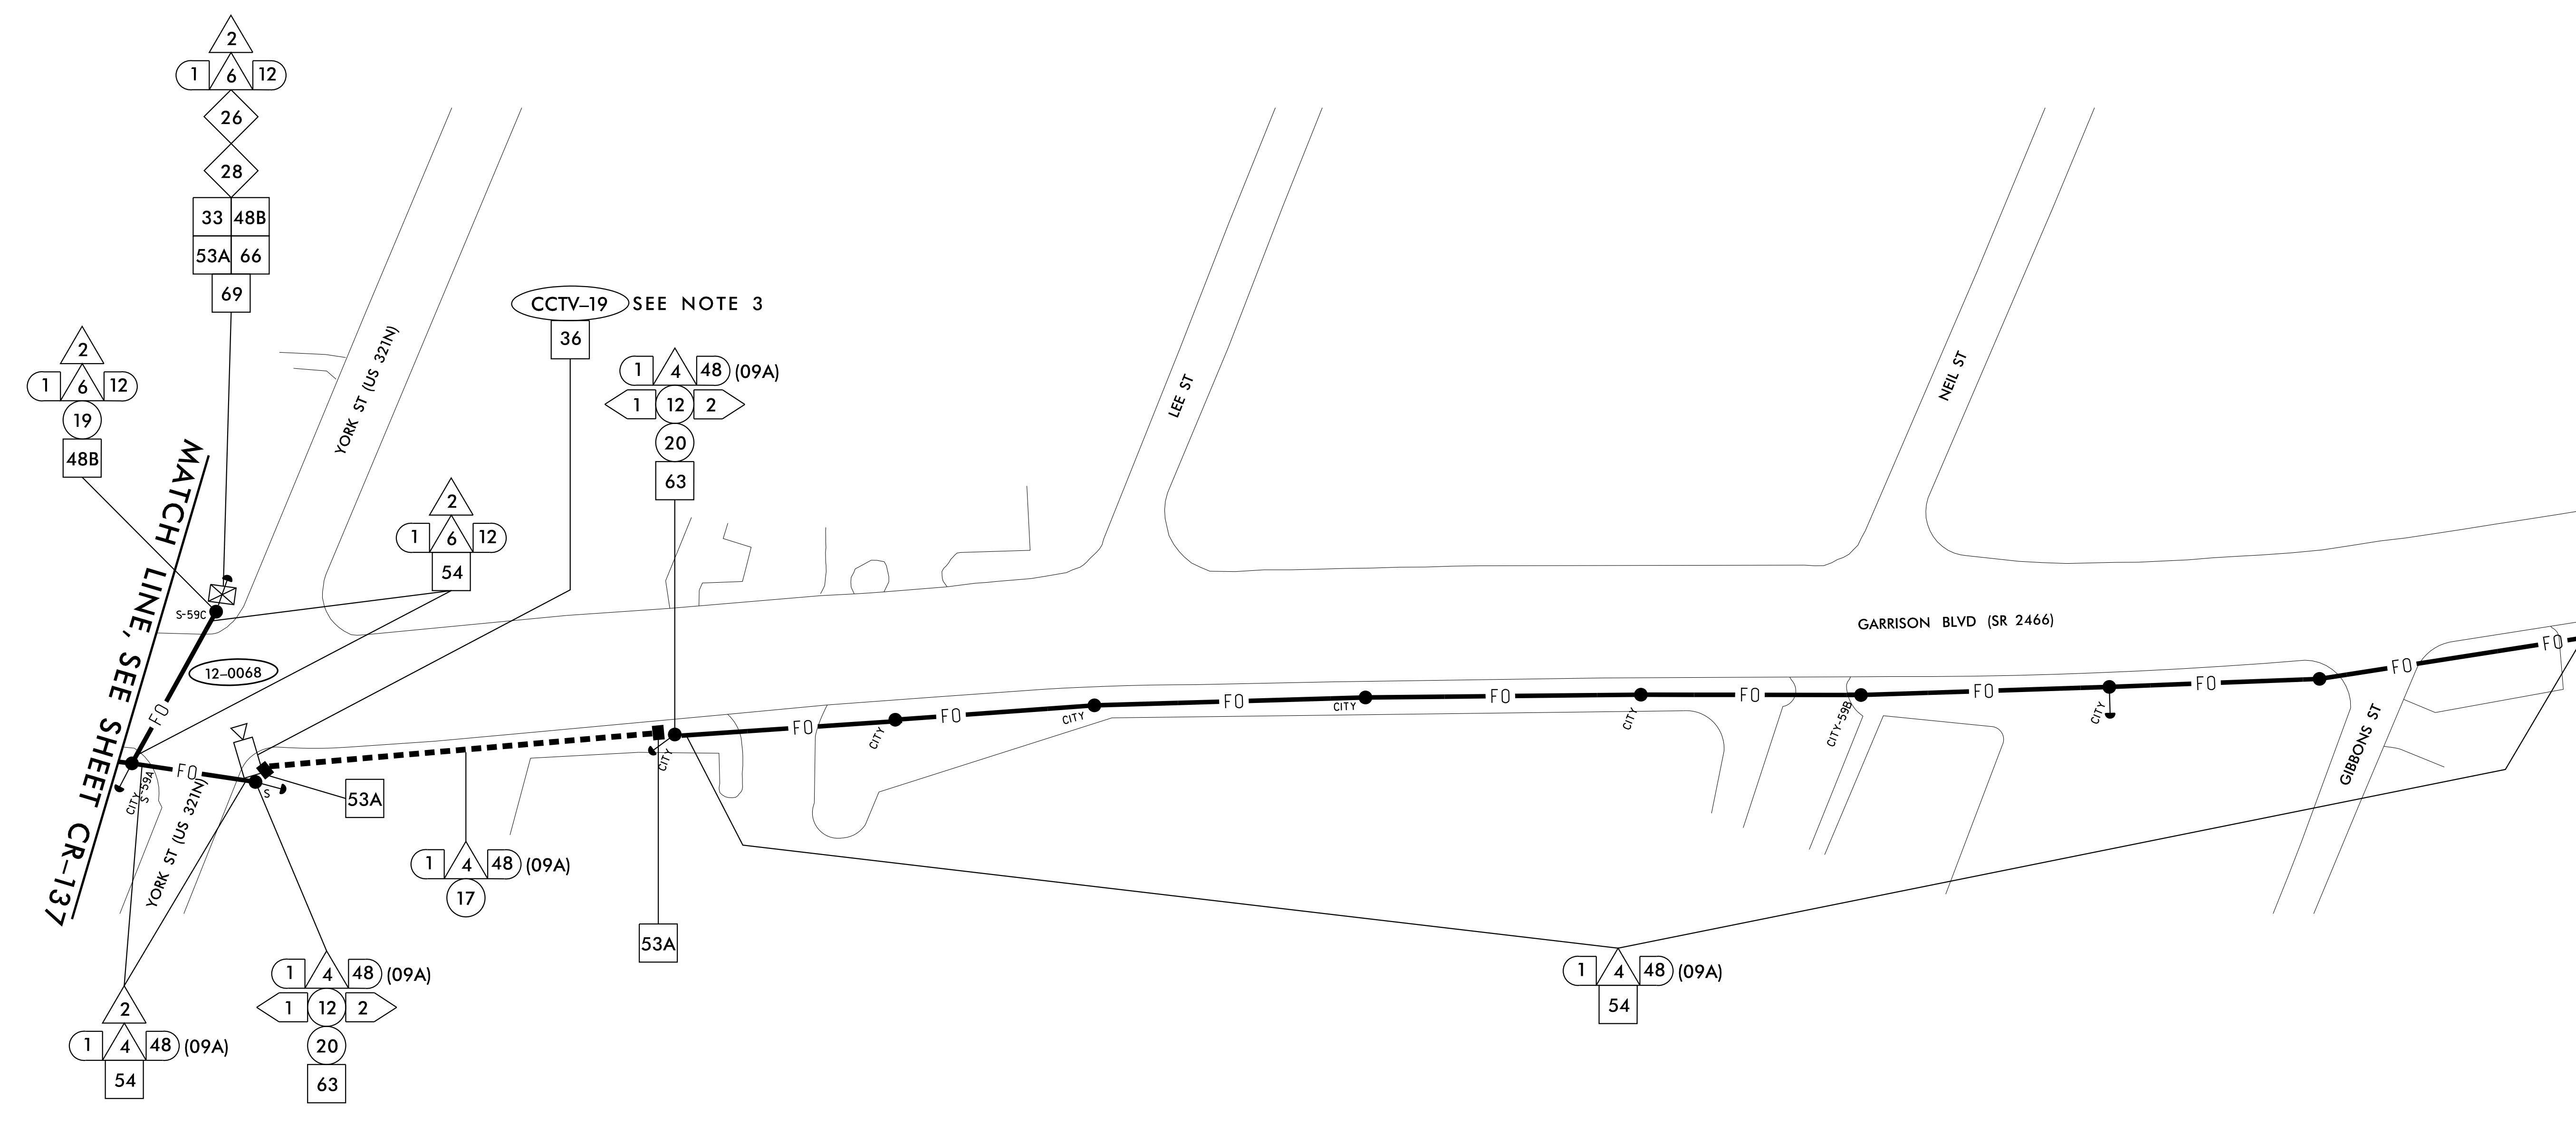 2
1 6 12
26
28
33 48B
53A 66
69
2
1 6 12
19
48B
MATCH LINE, SEE SHEET CR-137
YORK ST (US 321N)
CCTV-19 SEE NOTE 3
36
1 4 48 (09A)
1 12 2
20
63
2
1 6 12
54
LEE ST
NEIL ST
S-59C
12-0068
FO
FO
CITY
S-59A
S
YORK ST (US 321N)
53A
1 4 48 (09A)
17
CITY
53A
FO
CITY
FO
CITY
FO
CITY
FO
CITY
FO
CITY-59B
FO
CITY
FO
FO
FO
GARRISON BLVD (SR 2466)
GIBBONS ST
2
1 4 48 (09A)
54
1 4 48 (09A)
1 12 2
20
63
1 4 48 (09A)
54